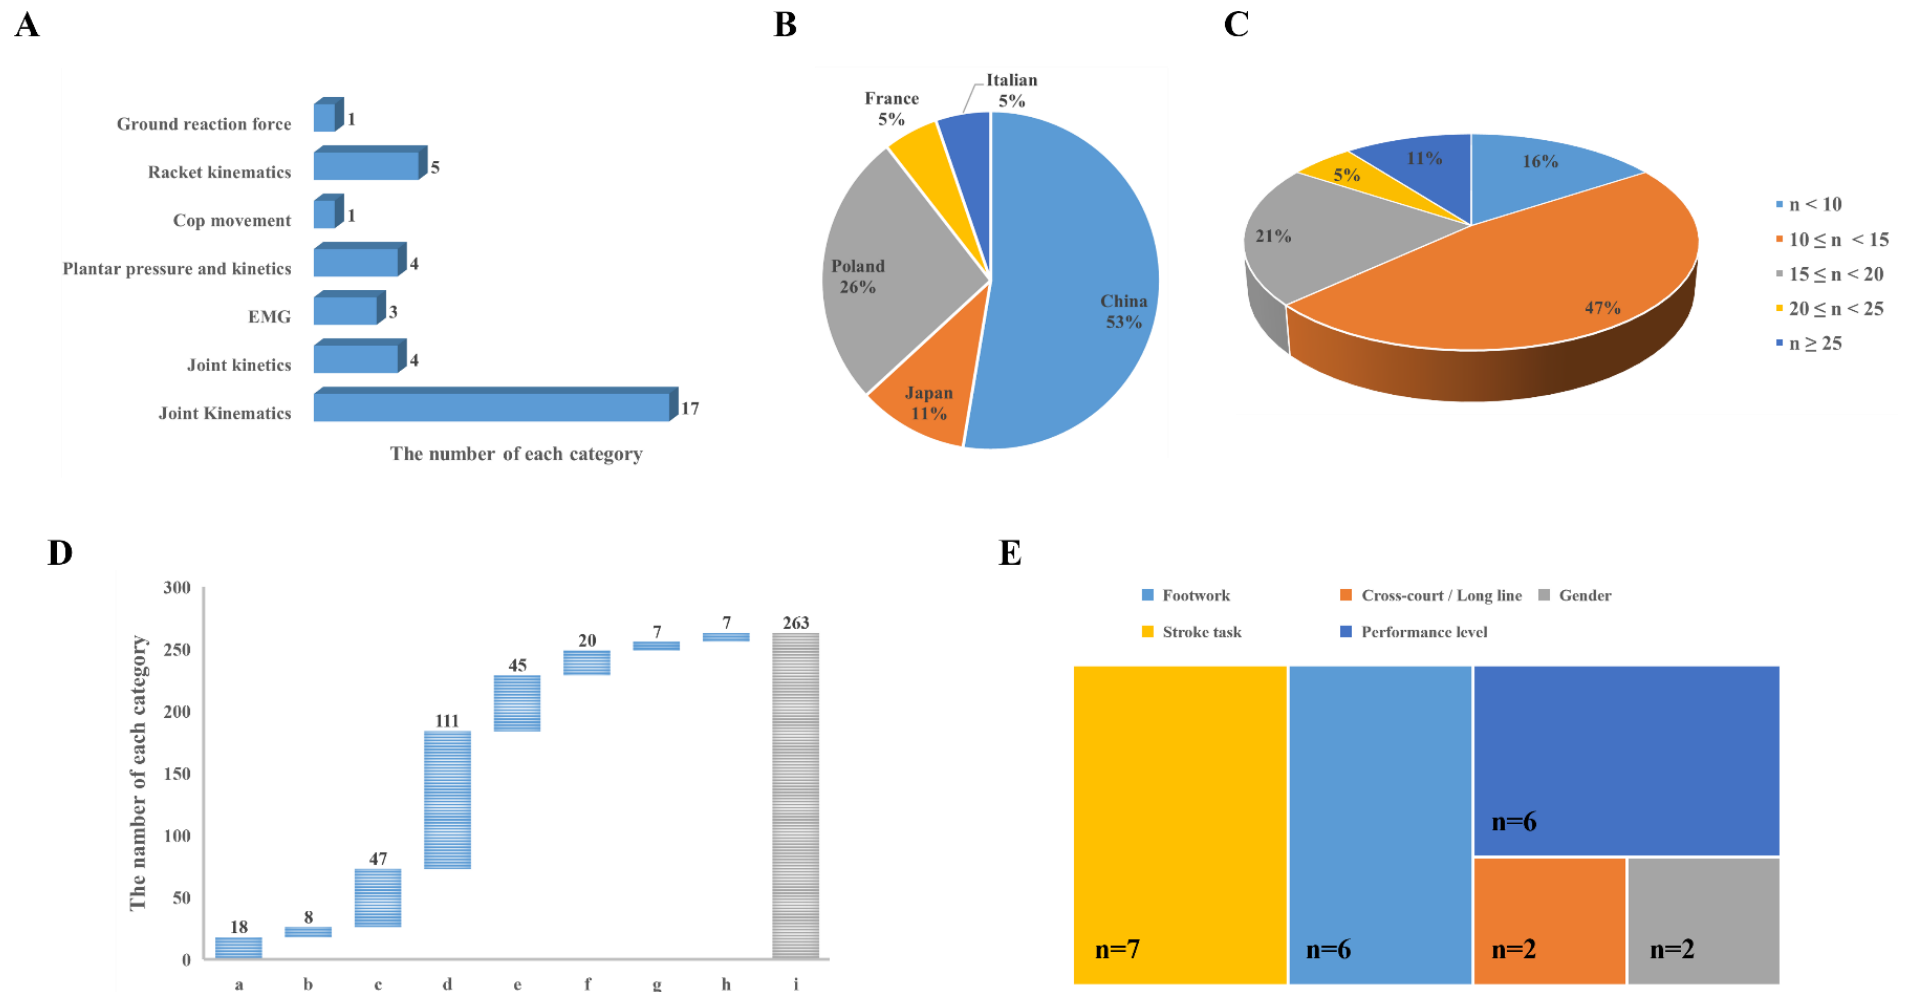 A
Ground reaction force
1
Racket kinematics
5
Cop movement
1
Plantar pressure and kinetics
4
EMG
3
Joint kinetics
4
Joint Kinematics
17
The number of each category
B
Italian
5%
France
5%
Poland
26%
China
53%
Japan
11%
C
11%
16%
5%
21%
47%
n < 10
10 ≤ n < 15
15 ≤ n < 20
20 ≤ n < 25
n ≥ 25
D
The namber of each category
300
250
200
150
100
50
0
18
8
47
111
45
20
7
7
263
a b c d e f g h i
E
Footwork
Cross-court / Long line
Gender
Stroke task
Performance level
n=6
n=7
n=6
n=2
n=2